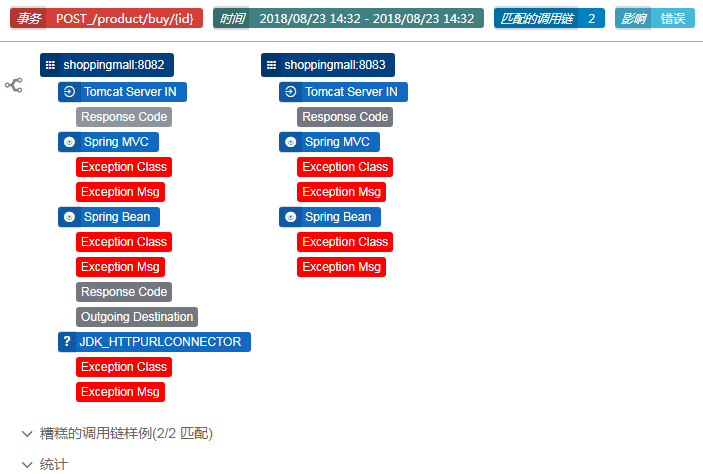 事务 POST_/product/buy/{id} 时间 2018/08/23 14:32 - 2018/08/23 14:32 匹配的调用链 2 影响 错误
shoppingmall:8082
Tomcat Server IN
Response Code
Spring MVC
Exception Class
Exception Msg
Spring Bean
Exception Class
Exception Msg
Response Code
Outgoing Destination
? JDK_HTTPURLCONNECTOR
Exception Class
Exception Msg
shoppingmall:8083
Tomcat Server IN
Response Code
Spring MVC
Exception Class
Exception Msg
Spring Bean
Exception Class
Exception Msg
糟糕的调用链样例(2/2 匹配)
统计